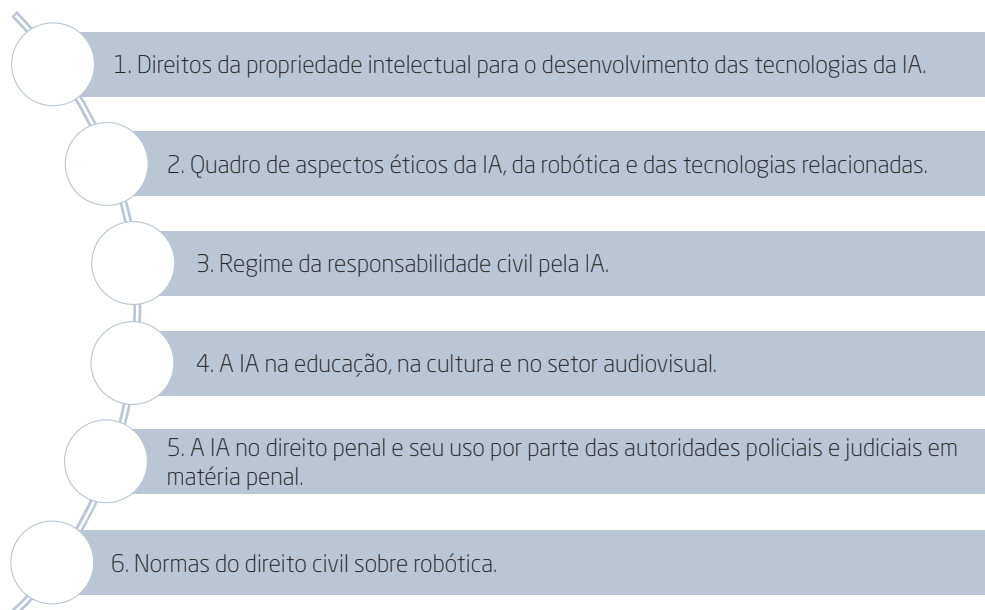 1. Direitos da propriedade intelectual para o desenvolvimento das tecnologias da IA.
2. Quadro de aspectos éticos da IA, da robótica e das tecnologias relacionadas.
3. Regime da responsabilidade civil pela IA.
4. A IA na educação, na cultura e no setor audiovisual.
5. A IA no direito penal e seu uso por parte das autoridades policiais e judiciais em
matéria penal.
6. Normas do direito civil sobre robótica.